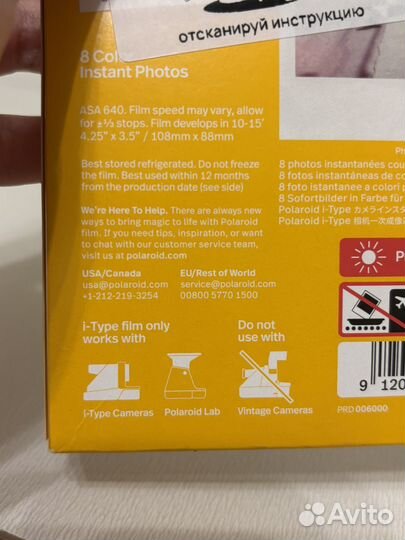 отсканируй инструкцию
8 Colo
Instant Photos
ASA 640. Film speed may vary, allow
for ±⅓ stops. Film develops in 10-15'
4,25” x 3.5” / 108mm x 88mm
Best stored refrigerated. Do not freeze
the film. Best used within 12 months
from the production date (see side)
We're Here To Help. There are always new
ways to bring magic to life with Polaroid
film. If you need tips, inspiration, or want
to chat with our customer service team,
visit us at polaroid.com
USA/Canada
usa@polaroid.com
+1-212-219-3254
EU/Rest of World
service@polaroid.com
00800 5770 1500
i-Type film only
works with
Do not
use with
i-Type Cameras
Polaroid Lab
Vintage Cameras
Ph
8 photos instantanées cou
8 fotos instantáneas de co
8 foto istantanee a colori p
8 Sofortbilder in Farbe für
Polaroid i-Type カメラインスタ
Polaroid i-Type 相机一次成像
P
9 120
PRD 006000
Avito